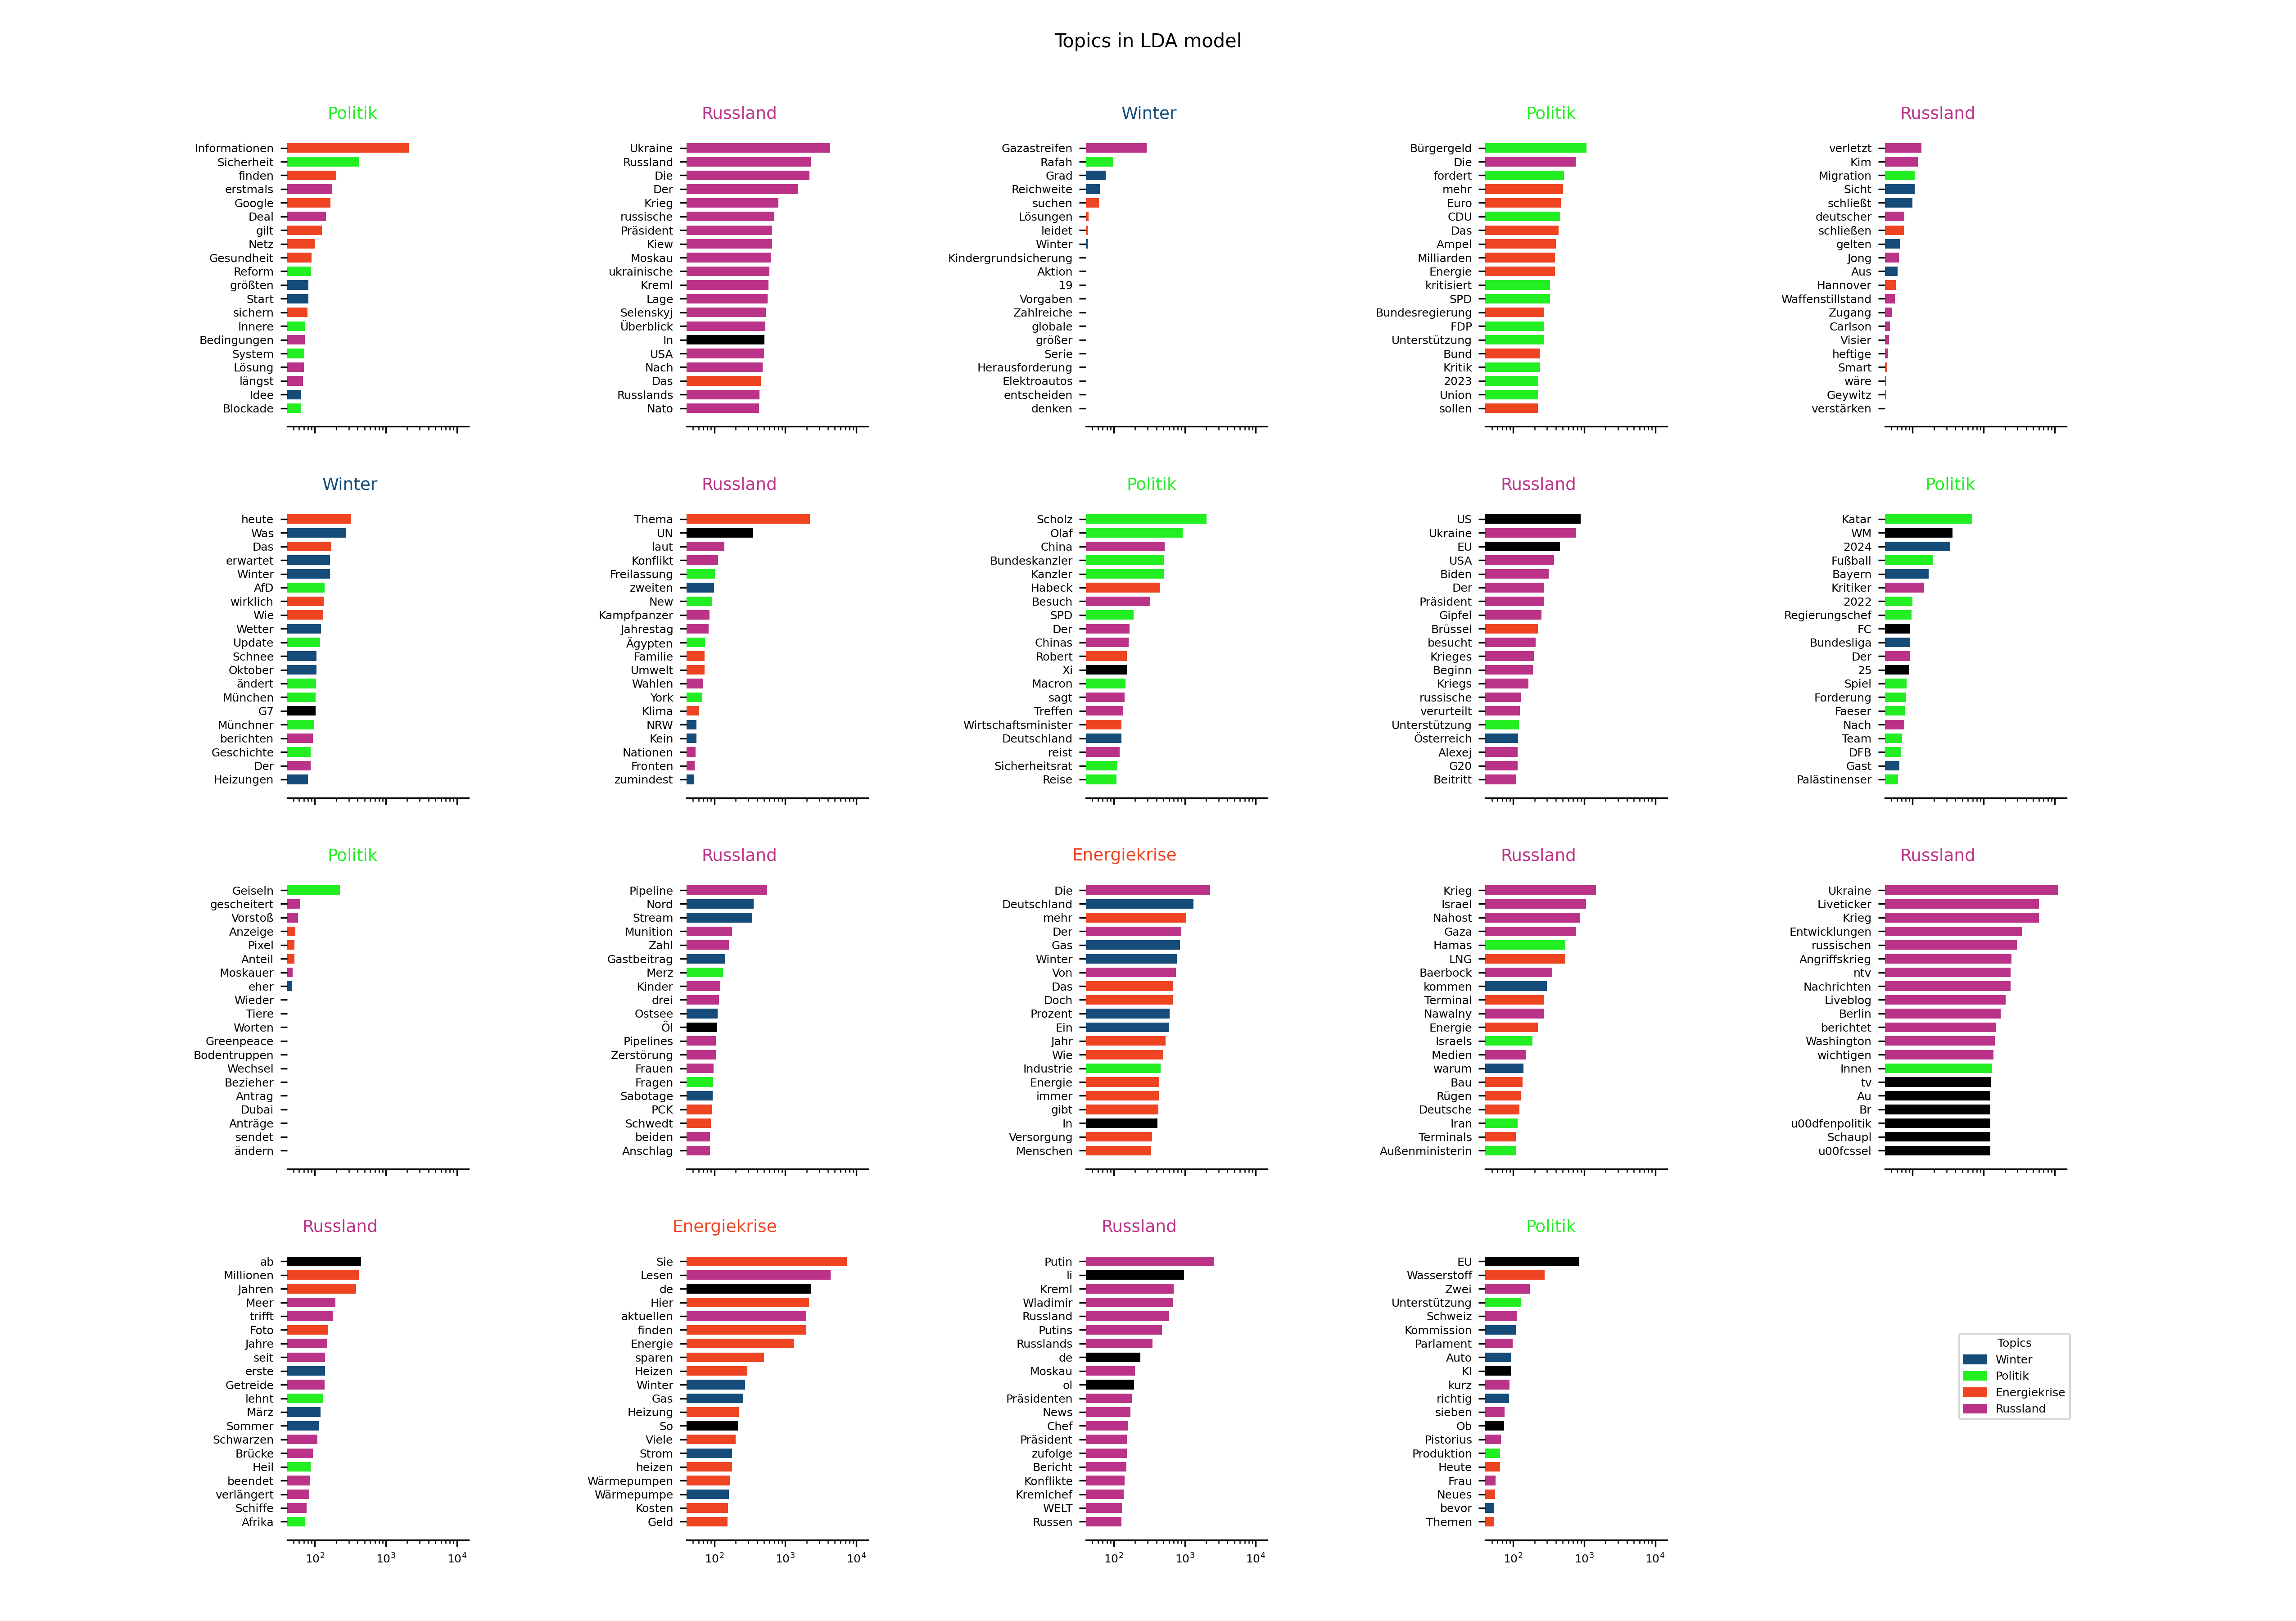 Topics in LDA model
Politik
Informationen
Sicherheit
finden
erstmals
Google
Deal
gilt
Netz
Gesundheit
Reform
größten
Start
sichern
Innere
Bedingungen
System
Lösung
längst
Idee
Blockade
Russland
Ukraine
Russland
Die
Der
Krieg
russische
Präsident
Kiew
Moskau
ukrainische
Kreml
Lage
Selenskyj
Überblick
In
USA
Nach
Das
Russlands
Nato
Winter
Gazastreifen
Rafah
Grad
Reichweite
suchen
Lösungen
leidet
Winter
Kindergrundsicherung
Aktion
19
Vorgaben
Zahlreiche
globale
größer
Serie
Herausforderung
Elektroautos
entscheiden
denken
Politik
Bürgergeld
Die
fordert
mehr
Euro
CDU
Das
Ampel
Milliarden
Energie
kritisiert
SPD
Bundesregierung
FDP
Unterstützung
Bund
Kritik
2023
Union
sollen
Russland
verletzt
Kim
Migration
Sicht
schließt
deutscher
schließen
gelten
Jong
Aus
Hannover
Waffenstillstand
Zugang
Carlson
Visier
heftige
Smart
wäre
Geywitz
verstärken
Winter
heute
Was
Das
erwartet
Winter
AfD
wirklich
Wie
Wetter
Update
Schnee
Oktober
ändert
München
G7
Münchner
berichten
Geschichte
Der
Heizungen
Russland
Thema
UN
laut
Konflikt
Freilassung
zweiten
New
Kampfpanzer
Jahrestag
Ägypten
Familie
Umwelt
Wahlen
York
Klima
NRW
Kein
Nationen
Fronten
zumindest
Politik
Scholz
Olaf
China
Bundeskanzler
Kanzler
Habeck
Besuch
SPD
Der
Chinas
Robert
Xi
Macron
sagt
Treffen
Wirtschaftsminister
Deutschland
reist
Sicherheitsrat
Reise
Russland
US
Ukraine
EU
USA
Biden
Der
Präsident
Gipfel
Brüssel
besucht
Krieges
Beginn
Kriegs
russische
verurteilt
Unterstützung
Österreich
Alexej
G20
Beitritt
Politik
Katar
WM
2024
Fußball
Bayern
Kritiker
2022
Regierungschef
FC
Bundesliga
Der
25
Spiel
Forderung
Faeser
Nach
Team
DFB
Gast
Palästinenser
Politik
Geiseln
gescheitert
Vorstoß
Anzeige
Pixel
Anteil
Moskauer
eher
Wieder
Tiere
Worten
Greenpeace
Bodentruppen
Wechsel
Bezieher
Antrag
Dubai
Anträge
sendet
ändern
Russland
Pipeline
Nord
Stream
Munition
Zahl
Gastbeitrag
Merz
Kinder
drei
Ostsee
Öl
Pipelines
Zerstörung
Frauen
Fragen
Sabotage
PCK
Schwedt
beiden
Anschlag
Energiekrise
Die
Deutschland
mehr
Der
Gas
Winter
Von
Das
Doch
Prozent
Ein
Jahr
Wie
Industrie
Energie
immer
gibt
In
Versorgung
Menschen
Russland
Krieg
Israel
Nahost
Gaza
Hamas
LNG
Baerbock
kommen
Terminal
Nawalny
Energie
Israels
Medien
warum
Bau
Rügen
Deutsche
Iran
Terminals
Außenministerin
Russland
Ukraine
Liveticker
Krieg
Entwicklungen
russischen
Angriffskrieg
ntv
Nachrichten
Liveblog
Berlin
berichtet
Washington
wichtigen
Innen
tv
Au
Br
u00dfenpolitik
Schaupl
u00fcssel
Russland
ab
Millionen
Jahren
Meer
trifft
Foto
Jahre
seit
erste
Getreide
lehnt
März
Sommer
Schwarzen
Brücke
Heil
beendet
verlängert
Schiffe
Afrika
10²
10³
10⁴
Energiekrise
Sie
Lesen
de
Hier
aktuellen
finden
Energie
sparen
Heizen
Winter
Gas
Heizung
So
Viele
Strom
heizen
Wärmepumpen
Wärmepumpe
Kosten
Geld
10²
10³
10⁴
Russland
Putin
li
Kreml
Wladimir
Russland
Putins
Russlands
de
Moskau
ol
Präsidenten
News
Chef
Präsident
zufolge
Bericht
Konflikte
Kremlchef
WELT
Russen
10²
10³
10⁴
Politik
EU
Wasserstoff
Zwei
Unterstützung
Schweiz
Kommission
Parlament
Auto
KI
kurz
richtig
sieben
Ob
Pistorius
Produktion
Heute
Frau
Neues
bevor
Themen
10²
10³
10⁴
Topics
Winter
Politik
Energiekrise
Russland